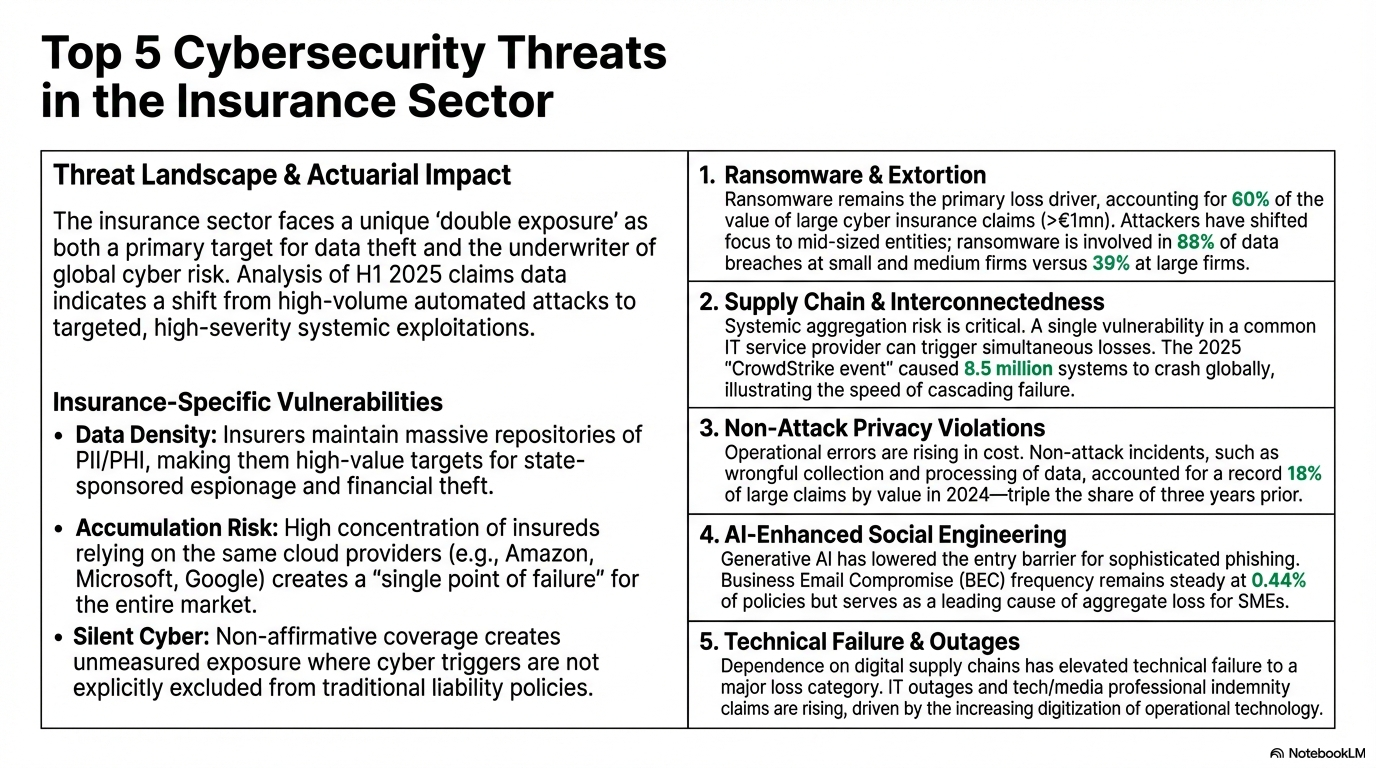 Top 5 Cybersecurity Threats
in the Insurance Sector
Threat Landscape & Actuarial Impact
The insurance sector faces a unique ‘double exposure’ as
both a primary target for data theft and the underwriter of
global cyber risk. Analysis of H1 2025 claims data
indicates a shift from high-volume automated attacks to
targeted, high-severity systemic exploitations.
Insurance-Specific Vulnerabilities
• Data Density: Insurers maintain massive repositories of
PII/PHI, making them high-value targets for state-
sponsored espionage and financial theft.
• Accumulation Risk: High concentration of insureds
relying on the same cloud providers (e.g., Amazon,
Microsoft, Google) creates a “single point of failure” for
the entire market.
• Silent Cyber: Non-affirmative coverage creates
unmeasured exposure where cyber triggers are not
explicitly excluded from traditional liability policies.
1. Ransomware & Extortion
Ransomware remains the primary loss driver, accounting for 60% of the
value of large cyber insurance claims (>€1mn). Attackers have shifted
focus to mid-sized entities; ransomware is involved in 88% of data
breaches at small and medium firms versus 39% at large firms.
2. Supply Chain & Interconnectedness
Systemic aggregation risk is critical. A single vulnerability in a common
IT service provider can trigger simultaneous losses. The 2025
"CrowdStrike event" caused 8.5 million systems to crash globally,
illustrating the speed of cascading failure.
3. Non-Attack Privacy Violations
Operational errors are rising in cost. Non-attack incidents, such as
wrongful collection and processing of data, accounted for a record 18%
of large claims by value in 2024—triple the share of three years prior.
4. AI-Enhanced Social Engineering
Generative AI has lowered the entry barrier for sophisticated phishing.
Business Email Compromise (BEC) frequency remains steady at 0.44%
of policies but serves as a leading cause of aggregate loss for SMEs.
5. Technical Failure & Outages
Dependence on digital supply chains has elevated technical failure to a
major loss category. IT outages and tech/media professional indemnity
claims are rising, driven by the increasing digitization of operational technology.
NotebookLM